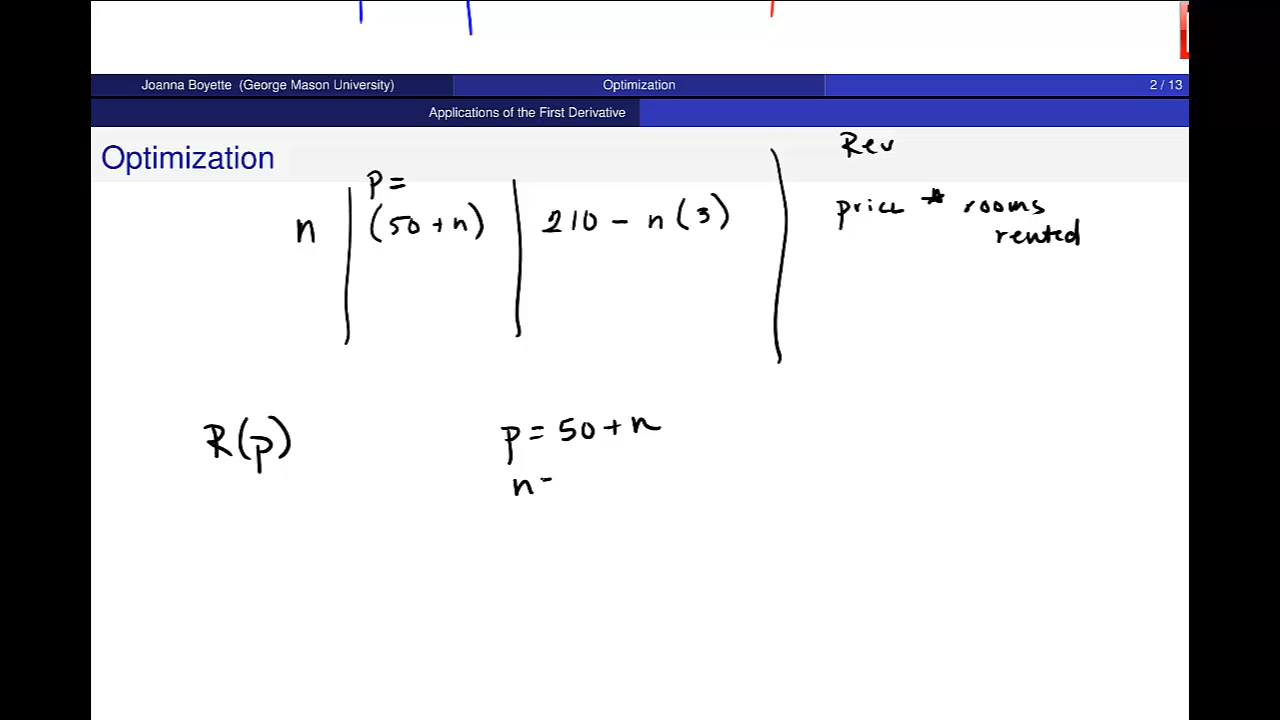 Joanna Boyette (George Mason University) Optimization 2 / 13
Applications of the First Derivative
Optimization
Rev
p =
n (50 + n) 210 - n (3) price * rooms
rented
R(p) p = 50 + n
n =